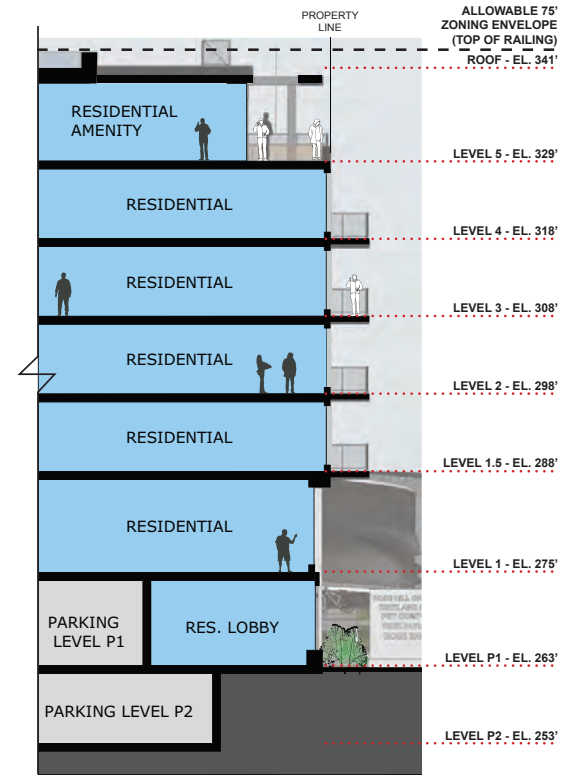 PROPERTY
LINE
ALLOWABLE 75'
ZONING ENVELOPE
(TOP OF RAILING)
ROOF - EL. 341'
RESIDENTIAL
AMENITY
LEVEL 5 - EL. 329'
RESIDENTIAL
LEVEL 4 - EL. 318'
RESIDENTIAL
LEVEL 3 - EL. 308'
RESIDENTIAL
LEVEL 2 - EL. 298'
RESIDENTIAL
LEVEL 1.5 - EL. 288'
RESIDENTIAL
LEVEL 1 - EL. 275'
PARKING
LEVEL P1
RES. LOBBY
LEVEL P1 - EL. 263'
PARKING LEVEL P2
LEVEL P2 - EL. 253'